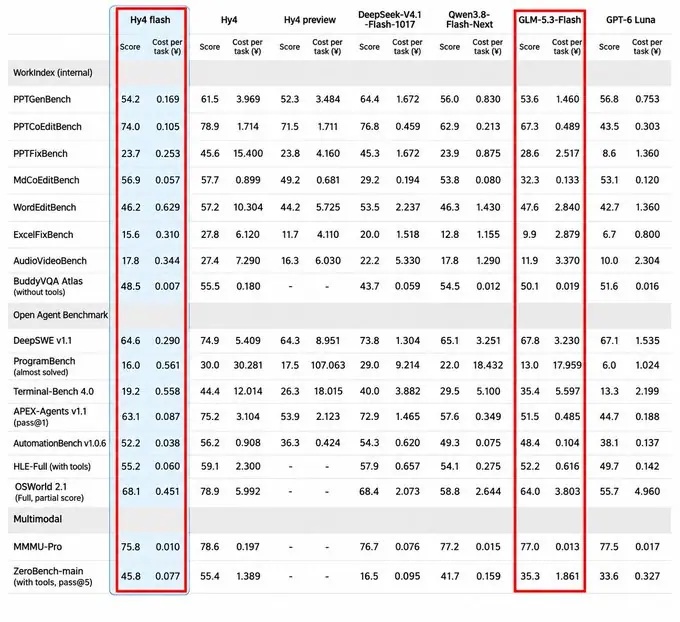 Hy4 flash Hy4 Hy4 preview DeepSeek-V4.1-Flash-1017 Qwen3.8-Flash-Next GLM-5.3-Flash GPT-6 Luna
Score Cost per task (¥) Score Cost per task (¥) Score Cost per task (¥) Score Cost per task (¥) Score Cost per task (¥) Score Cost per task (¥) Score Cost per task (¥)
WorkIndex (internal)
PPTGenBench 54.2 0.169 61.5 3.969 52.3 3.484 64.4 1.672 56.0 0.830 53.6 1.460 56.8 0.753
PPTCoEditBench 74.0 0.105 78.9 1.714 71.5 1.711 76.8 0.459 62.9 0.213 67.3 0.489 43.5 0.303
PPTFixBench 23.7 0.253 45.6 15.400 23.8 4.160 45.3 1.672 23.9 0.875 28.6 2.517 8.6 1.360
MdCoEditBench 56.9 0.057 57.7 0.899 49.2 0.681 29.2 0.194 53.8 0.080 32.3 0.133 53.1 0.120
WordEditBench 46.2 0.629 57.2 10.304 44.2 5.725 53.5 2.237 46.3 1.430 47.6 2.840 42.7 1.360
ExcelFixBench 15.6 0.310 27.8 6.120 11.7 4.110 20.0 1.518 12.8 1.155 9.9 2.879 6.7 0.800
AudioVideoBench 17.8 0.344 27.4 7.290 16.3 6.030 22.2 5.330 17.8 1.290 11.9 3.370 10.0 2.304
BuddyVQA Atlas (without tools) 48.5 0.007 55.5 0.180 - - 43.7 0.059 54.5 0.012 50.1 0.019 51.6 0.016
Open Agent Benchmark
DeepSWE v1.1 64.6 0.290 74.9 5.409 64.3 8.951 73.8 1.304 65.1 3.251 67.8 3.230 67.1 1.535
ProgramBench (almost solved) 16.0 0.561 30.0 30.281 17.5 107.063 29.0 9.214 22.0 18.432 13.0 17.959 6.0 1.024
Terminal-Bench 4.0 19.2 0.558 44.4 12.014 26.3 18.015 40.0 3.882 29.5 5.100 35.4 5.597 13.3 2.199
APEX-Agents v1.1 (pass@1) 63.1 0.087 75.2 3.104 53.9 2.123 72.9 1.465 57.6 0.349 51.5 0.485 44.7 0.188
AutomationBench v1.0.6 52.2 0.038 56.2 0.908 36.3 0.424 54.3 0.620 49.3 0.075 48.4 0.104 38.1 0.137
HLE-Full (with tools) 55.2 0.060 59.1 2.300 - - 57.9 0.657 54.1 0.275 52.2 0.616 49.7 0.142
OSWorld 2.1 (Full, partial score) 68.1 0.451 78.9 5.992 - - 68.4 2.073 58.8 2.644 64.0 3.803 55.7 4.960
Multimodal
MMMU-Pro 75.8 0.010 78.6 0.197 - - 76.7 0.076 77.2 0.015 77.0 0.013 77.5 0.017
ZeroBench-main (with tools, pass@5) 45.8 0.077 55.4 1.389 - - 16.5 0.095 41.7 0.159 35.3 1.861 33.6 0.327